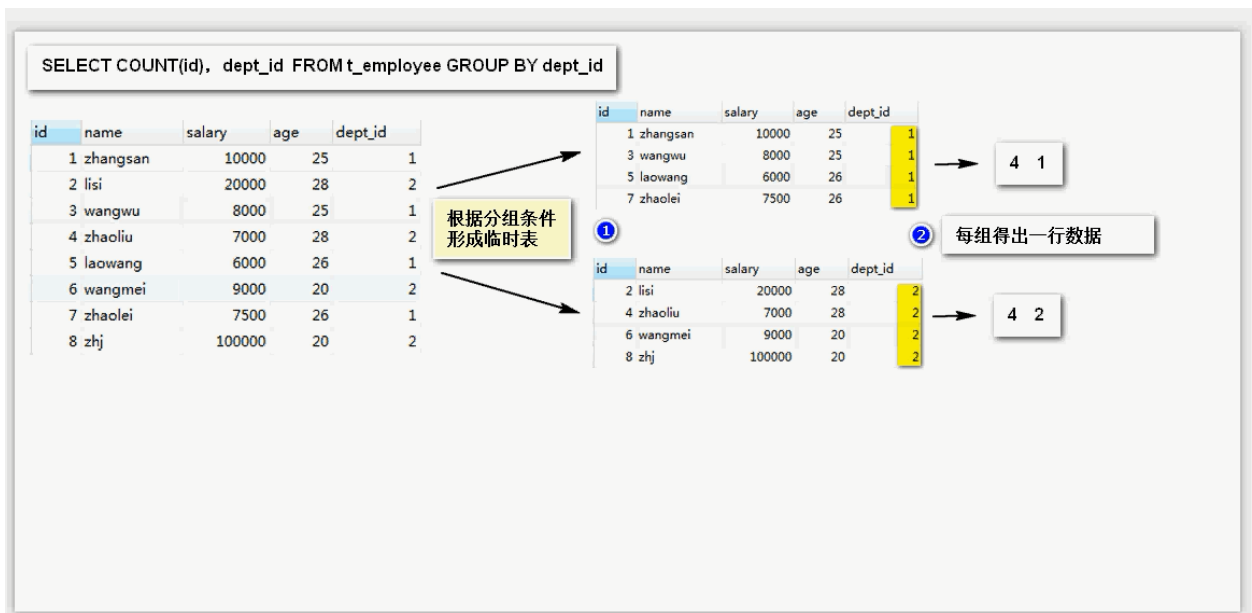 SELECT COUNT(id)， dept_id FROM t_employee GROUP BY dept_id
id name salary age dept_id
1 zhangsan 10000 25 1
2 lisi 20000 28 2
3 wangwu 8000 25 1
4 zhaoliu 7000 28 2
5 laowang 6000 26 1
6 wangmei 9000 20 2
7 zhaolei 7500 26 1
8 zhj 100000 20 2
根据分组条件
形成临时表
1
id name salary age dept_id
1 zhangsan 10000 25 1
3 wangwu 8000 25 1
5 laowang 6000 26 1
7 zhaolei 7500 26 1
4 1
2
每组得出一行数据
id name salary age dept_id
2 lisi 20000 28 2
4 zhaoliu 7000 28 2
6 wangmei 9000 20 2
8 zhj 100000 20 2
4 2